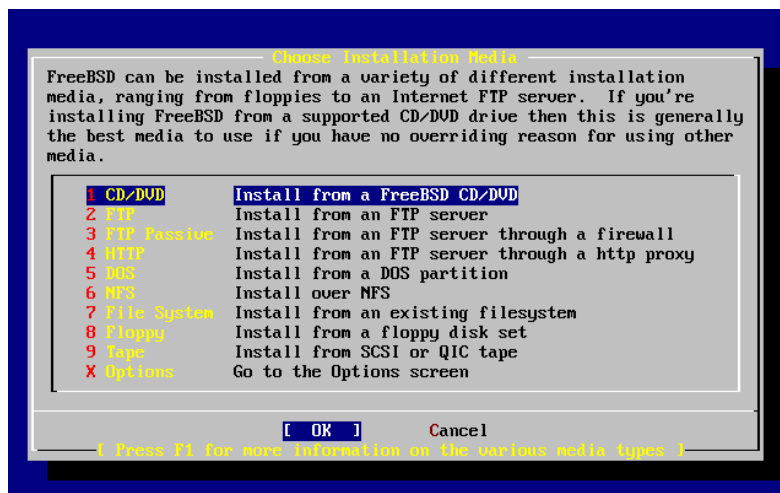 Choose Installation Media
FreeBSD can be installed from a variety of different installation
media, ranging from floppies to an Internet FTP server.  If you're
installing FreeBSD from a supported CD/DVD drive then this is generally
the best media to use if you have no overriding reason for using other
media.
1 CD/DVD Install from a FreeBSD CD/DVD
2 FTP Install from an FTP server
3 FTP Passive Install from an FTP server through a firewall
4 HTTP Install from an FTP server through a http proxy
5 DOS Install from a DOS partition
6 NFS Install over NFS
7 File System Install from an existing filesystem
8 Floppy Install from a floppy disk set
9 Tape Install from SCSI or QIC tape
X Options Go to the Options screen
[ OK ] Cancel
[ Press F1 for more information on the various media types ]